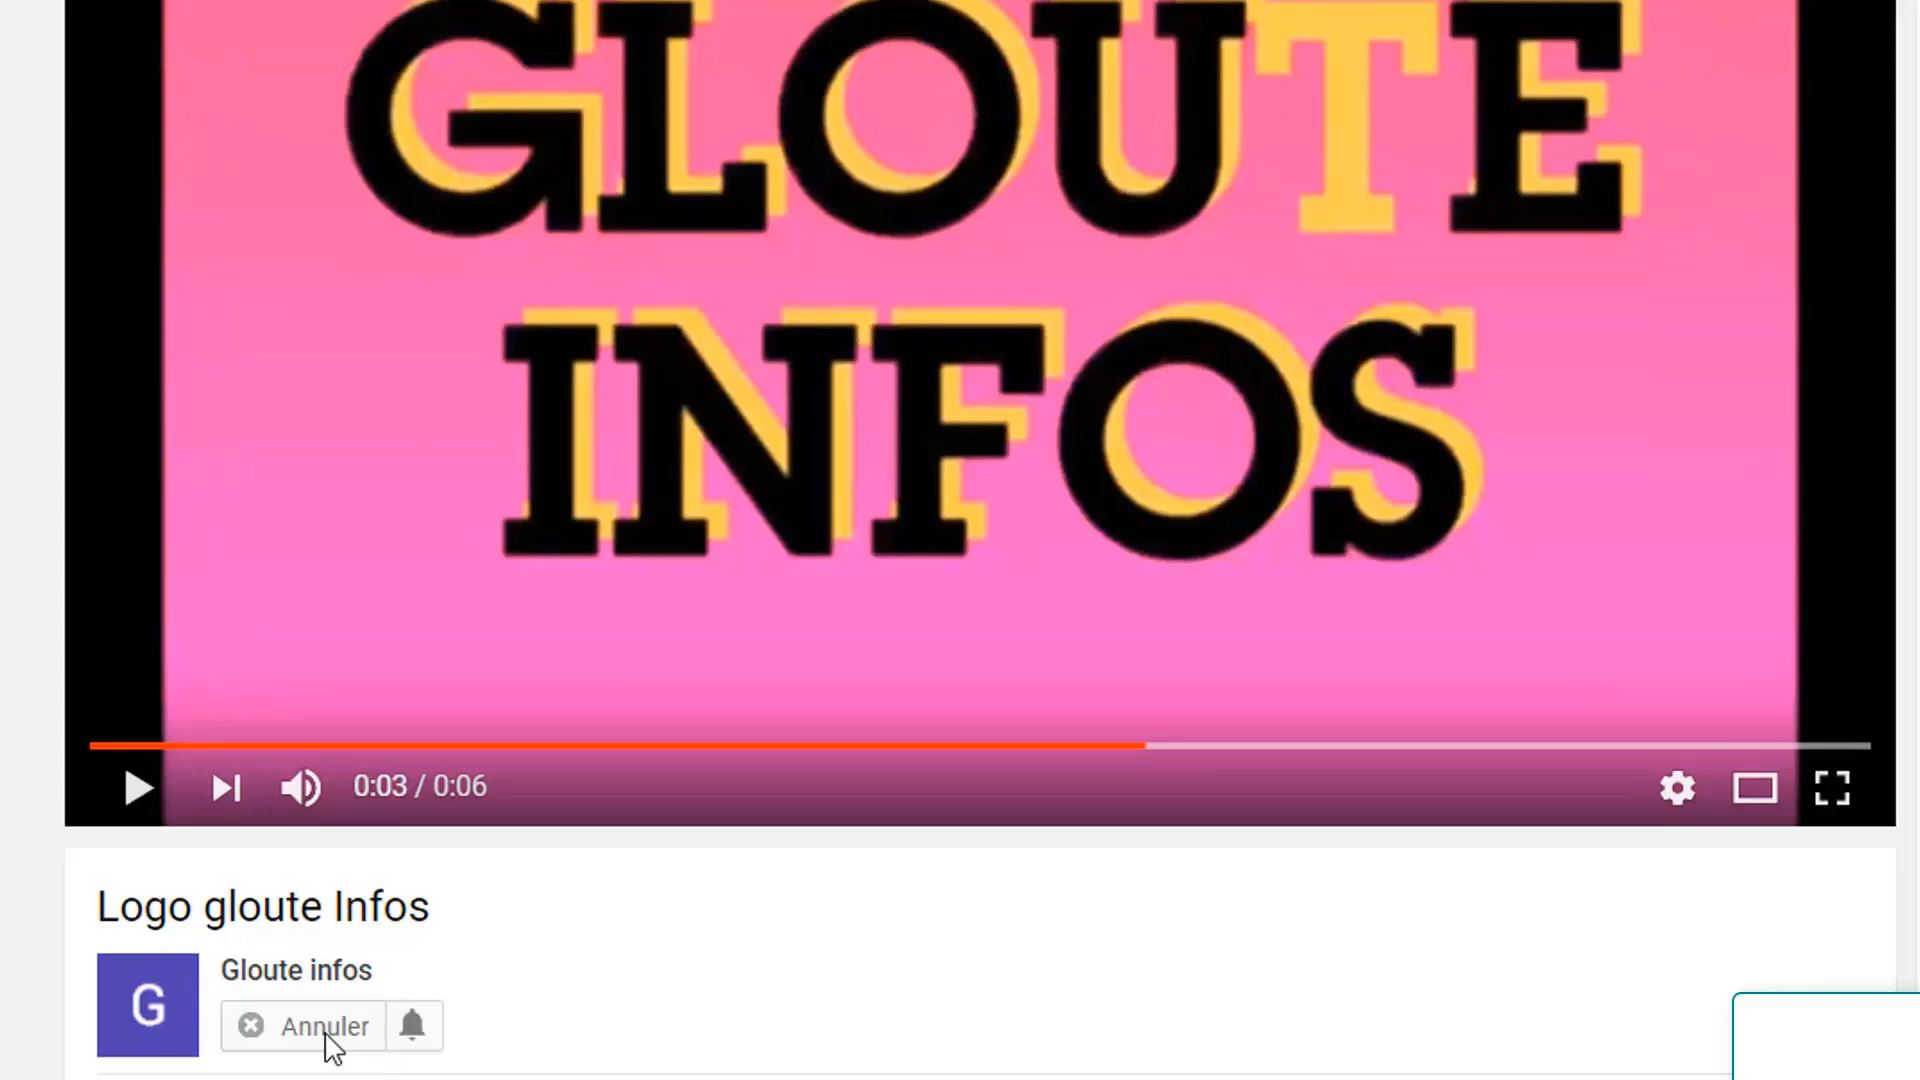 GLOUTE
INFOS
0:03 / 0:06
Logo gloute Infos
G
Gloute infos
Annuler